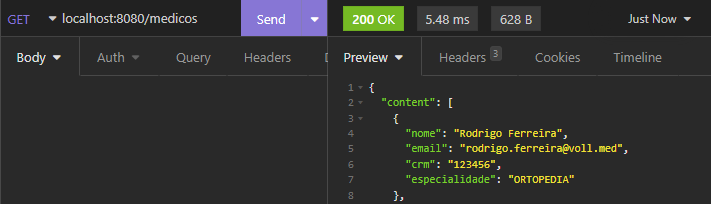 GET localhost:8080/medicos Send 200 OK 5.48 ms 628 B Just Now
Body Auth Query Headers Preview Headers 3 Cookies Timeline
1 {
2 "content": [
3 {
4 "nome": "Rodrigo Ferreira",
5 "email": "rodrigo.ferreira@voll.med",
6 "crm": "123456",
7 "especialidade": "ORTOPEDIA"
8 },